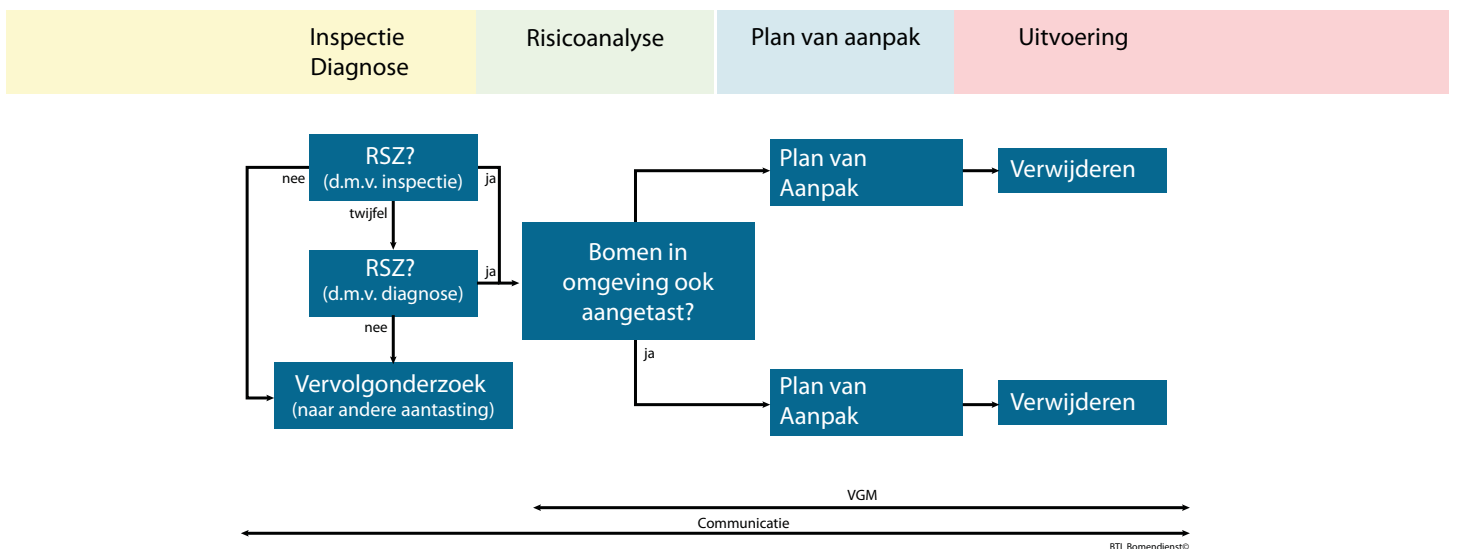 Inspectie
Diagnose
Risicoanalyse
Plan van aanpak
Uitvoering
RSZ?
(d.m.v. inspectie)
nee
ja
twijfel
RSZ?
(d.m.v. diagnose)
ja
nee
Vervolgonderzoek
(naar andere aantasting)
Bomen in
omgeving ook
aangetast?
ja
Plan van
Aanpak
Verwijderen
Plan van
Aanpak
Verwijderen
VGM
Communicatie
BTL Bomendienst©